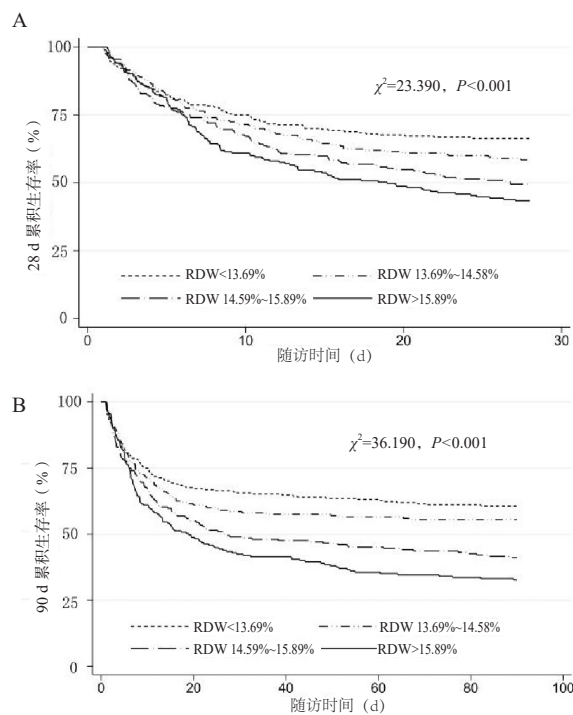 A
χ²=23.390，P<0.001
28 d 累积生存率（%）
100
75
50
25
0
RDW<13.69%
RDW 13.69%~14.58%
RDW 14.59%~15.89%
RDW>15.89%
0 10 20 30
随访时间（d）
B
χ²=36.190，P<0.001
90 d 累积生存率（%）
100
75
50
25
0
RDW<13.69%
RDW 13.69%~14.58%
RDW 14.59%~15.89%
RDW>15.89%
0 20 40 60 80 100
随访时间（d）